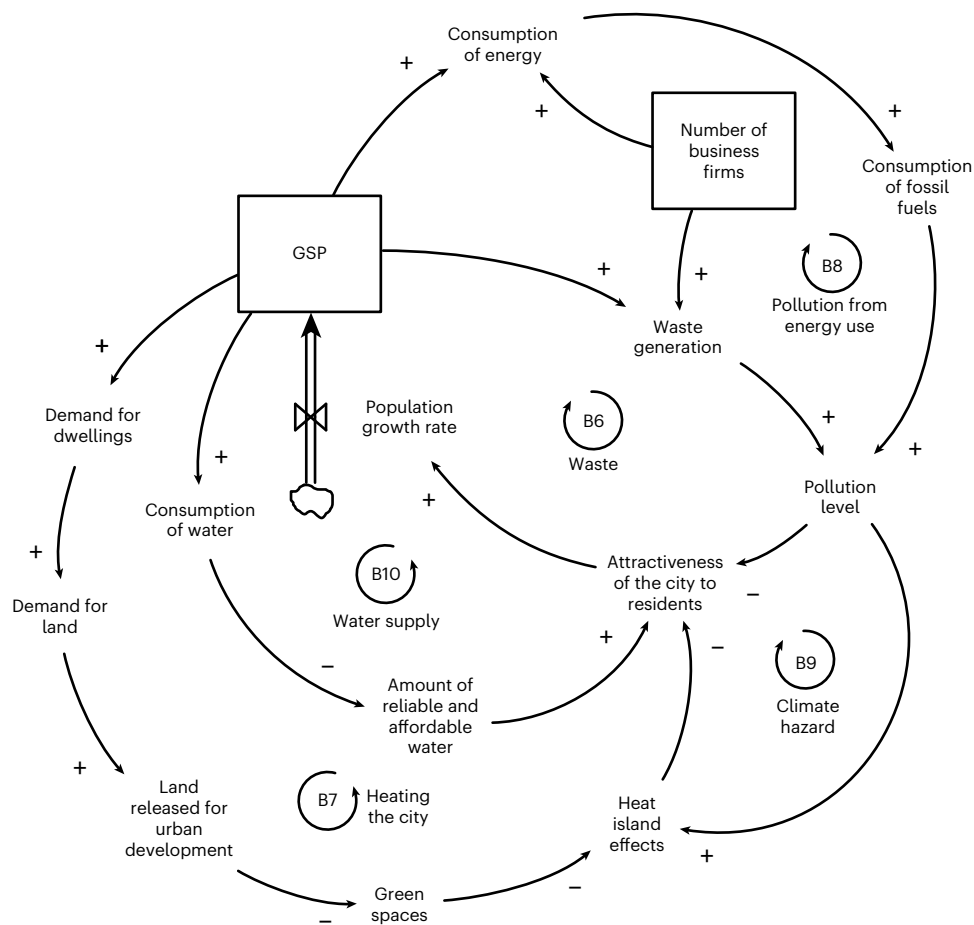 Consumption
of energy
+
+
Number of
business
firms
+
Consumption
of fossil
fuels
GSP
+
+
B8
Pollution from
energy use
Waste
generation
+
Demand for
dwellings
Population
growth rate
B6
Waste
+
+
+
Consumption
of water
+
Pollution
level
+
B10
Water supply
Attractiveness
of the city to
residents
−
Demand for
land
+
−
−
B9
Climate
hazard
Amount of
reliable and
affordable
water
+
Land
released for
urban
development
B7
Heating
the city
Heat
island
effects
+
−
Green
spaces
−